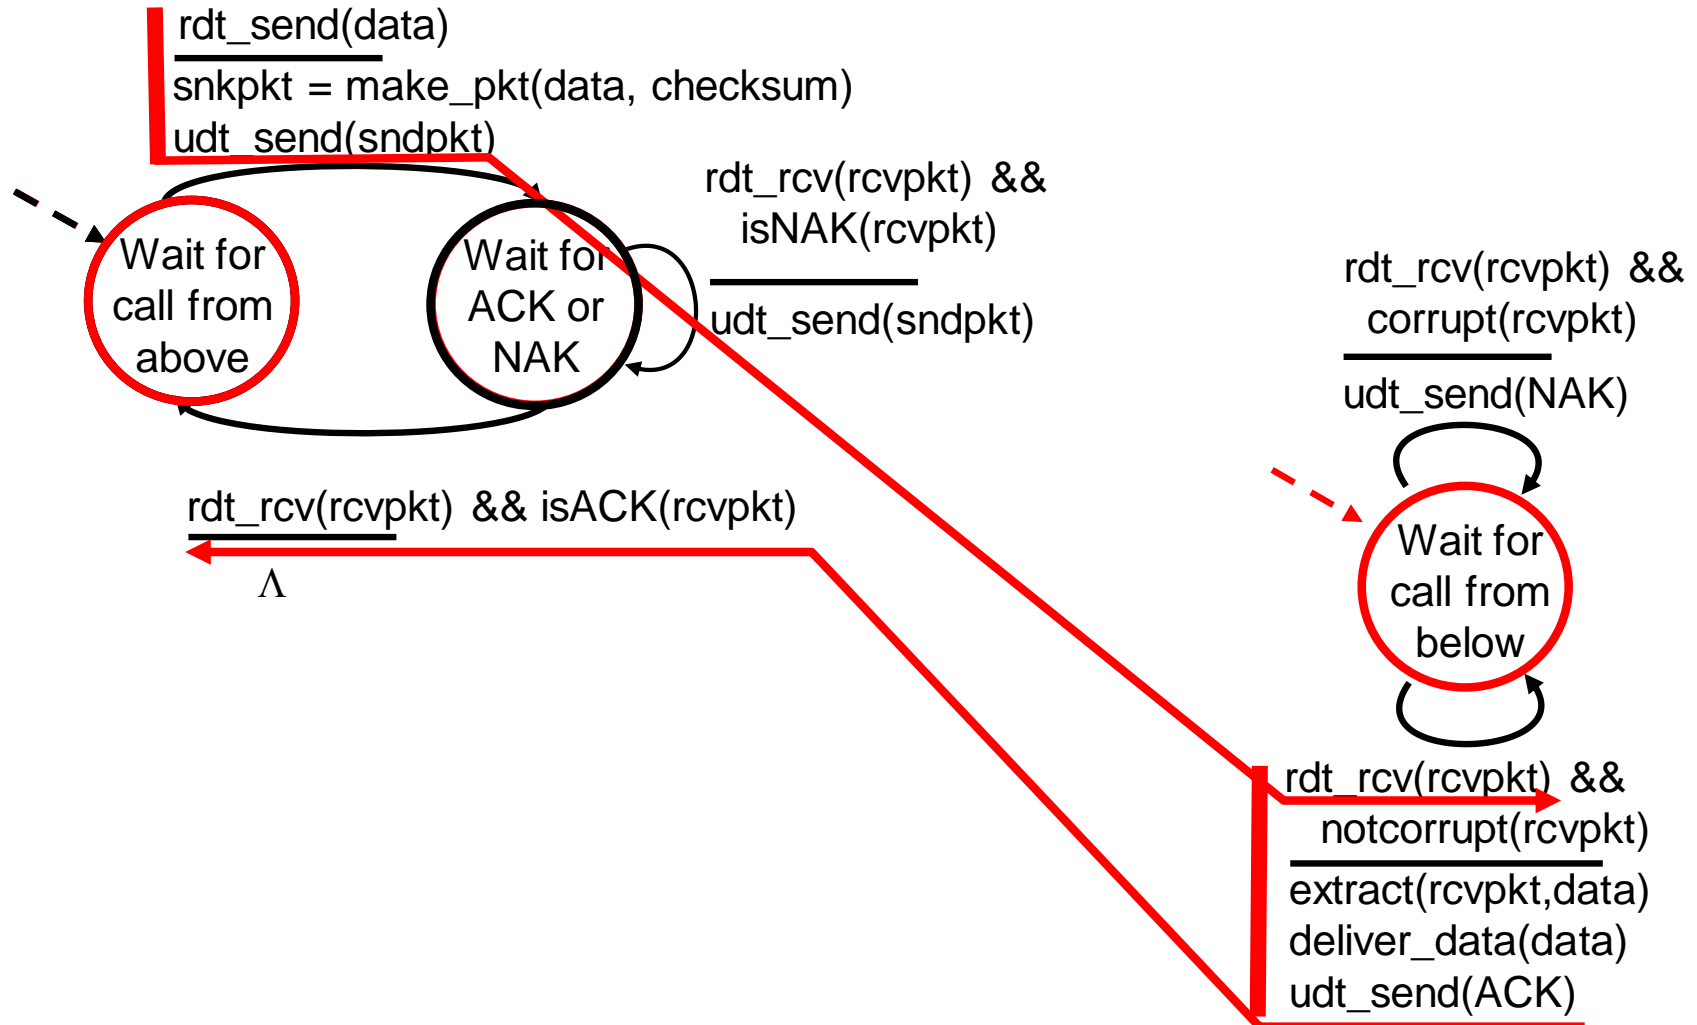 rdt_send(data)
snkpkt = make_pkt(data, checksum)
udt_send(sndpkt)
Wait for
call from
above
Wait for
ACK or
NAK
rdt_rcv(rcvpkt) &&
isNAK(rcvpkt)
udt_send(sndpkt)
rdt_rcv(rcvpkt) && isACK(rcvpkt)
Λ
rdt_rcv(rcvpkt) &&
corrupt(rcvpkt)
udt_send(NAK)
Wait for
call from
below
rdt_rcv(rcvpkt) &&
notcorrupt(rcvpkt)
extract(rcvpkt,data)
deliver_data(data)
udt_send(ACK)